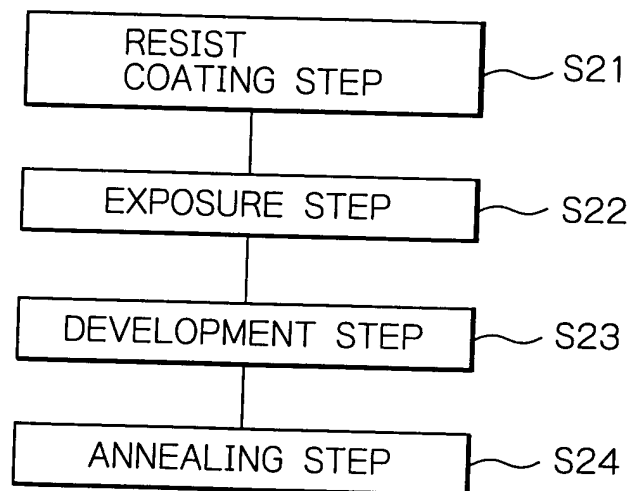 RESIST
COATING STEP
S21
EXPOSURE STEP
S22
DEVELOPMENT STEP
S23
ANNEALING STEP
S24